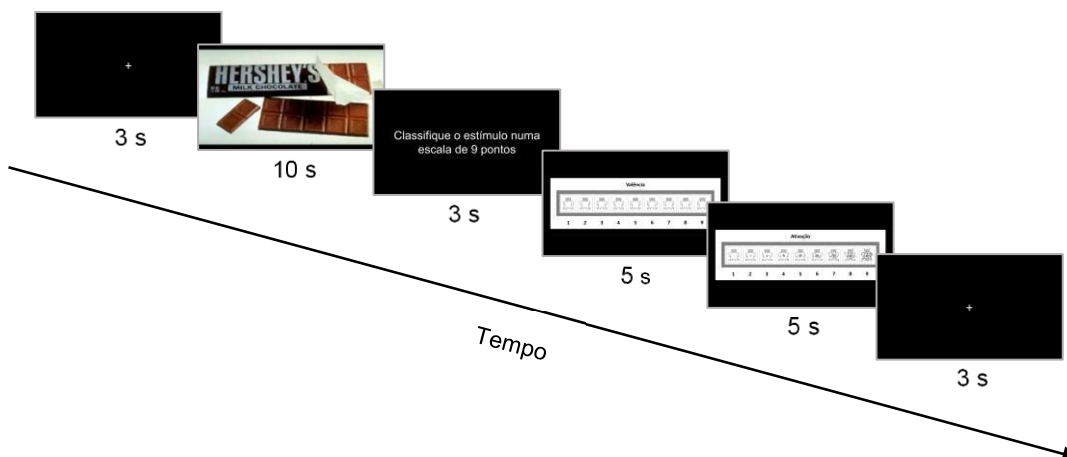 +
3 s
HERSHEY'S
MILK CHOCOLATE
10 s
Classifique o estímulo numa
escala de 9 pontos
3 s
Valência
1 2 3 4 5 6 7 8 9
5 s
Ativação
1 2 3 4 5 6 7 8 9
5 s
+
3 s
Tempo